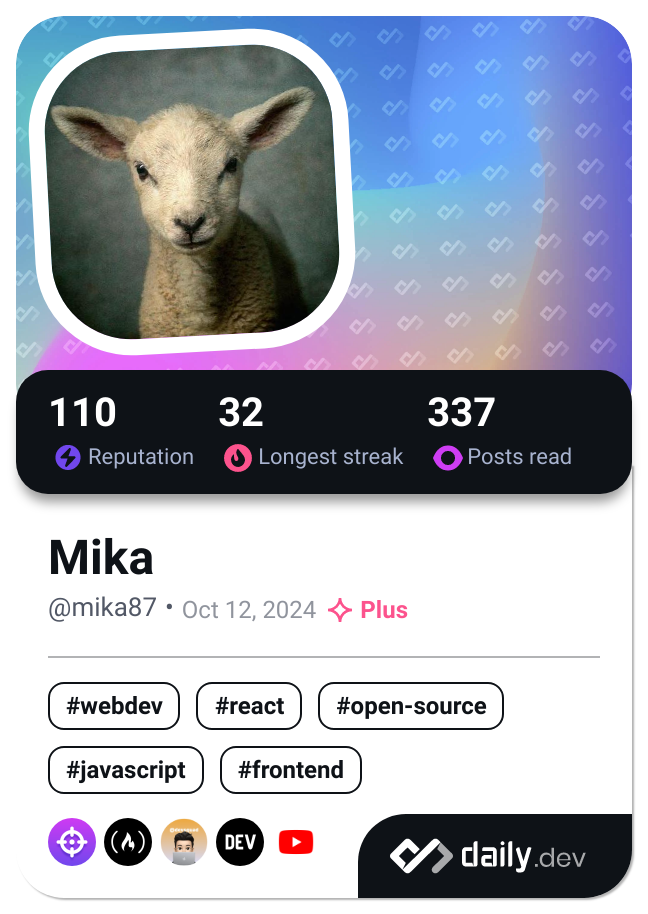 110 32 337
Reputation Longest streak Posts read
Mika
@mika87 • Oct 12, 2024 Plus
#webdev #react #open-source
#javascript #frontend
DEV
daily.dev